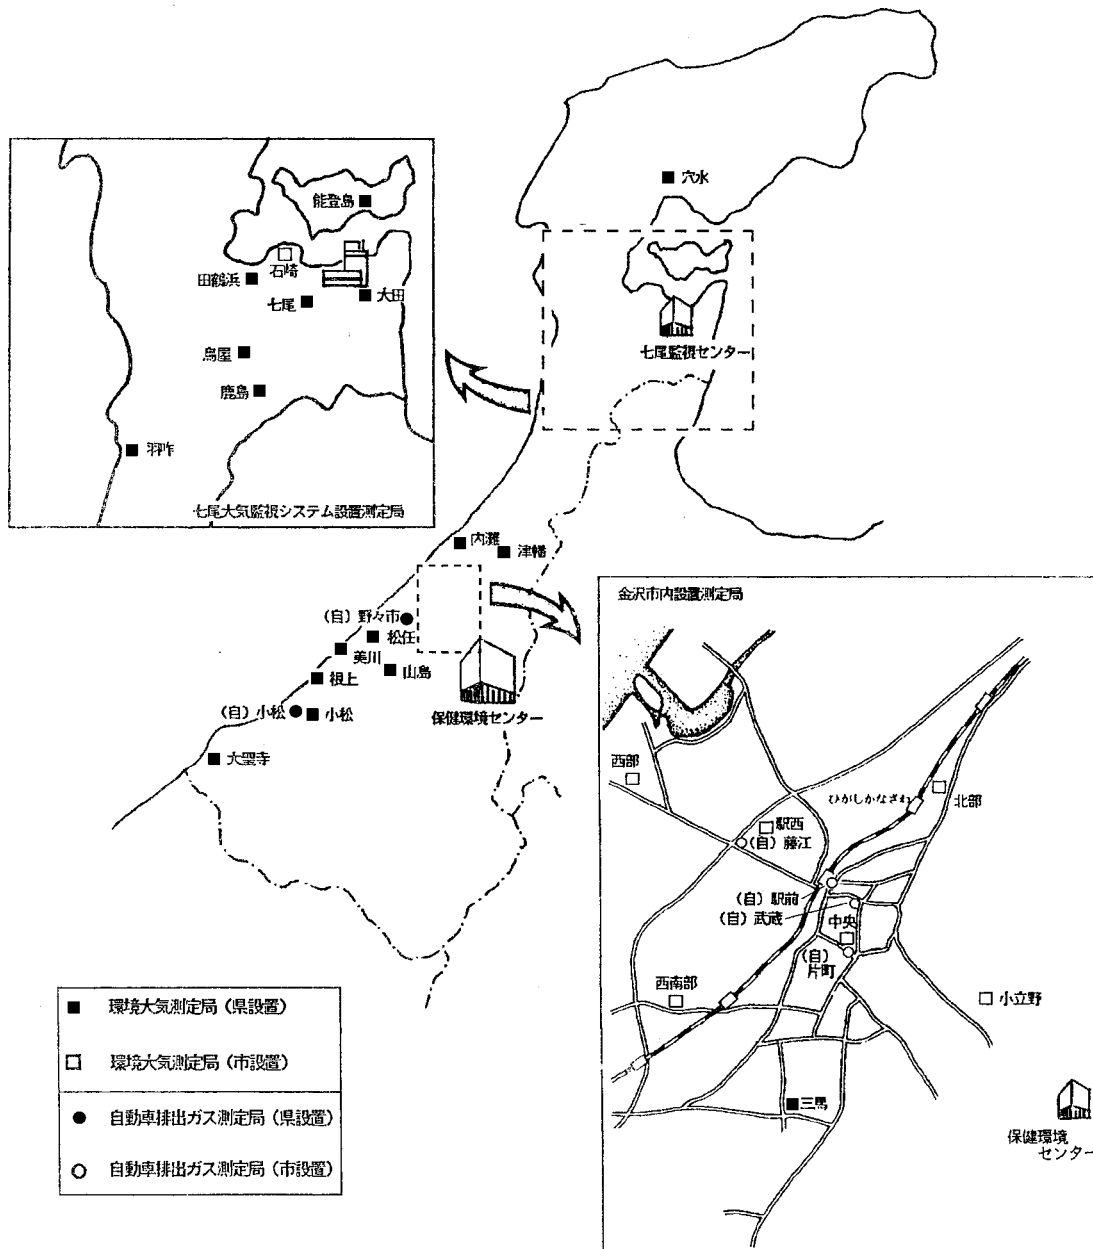 穴水
能登島
石崎
田鶴浜
七尾
大田
鳥屋
鹿島
羽咋
七尾大気監視システム設置測定局
七尾監視センター
内灘
津幡
(自) 野々市
松任
美川
山島
根上
(自) 小松
小松
保健環境センター
大聖寺
金沢市内設置測定局
西部
ひがしかなざわ
北部
駅西
(自) 藤江
(自) 駅前
(自) 武蔵
中央
(自)
片町
西南部
小立野
三馬
保健環境
センター
環境大気測定局 (県設置)
環境大気測定局 (市設置)
自動車排出ガス測定局 (県設置)
自動車排出ガス測定局 (市設置)